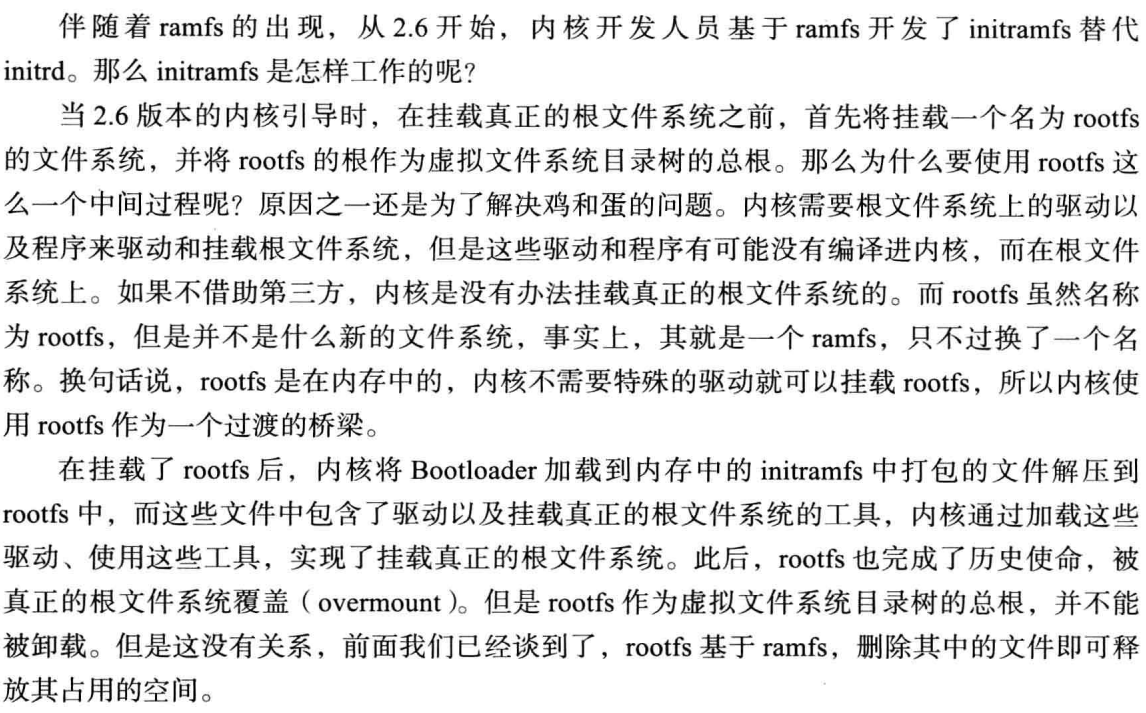 伴随着 ramfs 的出现，从 2.6 开始，内核开发人员基于 ramfs 开发了 initramfs 替代
initrd。那么 initramfs 是怎样工作的呢？
当 2.6 版本的内核引导时，在挂载真正的根文件系统之前，首先将挂载一个名为 rootfs
的文件系统，并将 rootfs 的根作为虚拟文件系统目录树的总根。那么为什么要使用 rootfs 这
么一个中间过程呢？原因之一还是为了解决鸡和蛋的问题。内核需要根文件系统上的驱动以
及程序来驱动和挂载根文件系统，但是这些驱动和程序有可能没有编译进内核，而在根文件
系统上。如果不借助第三方，内核是没有办法挂载真正的根文件系统的。而 rootfs 虽然名称
为 rootfs，但是并不是什么新的文件系统，事实上，其就是一个 ramfs，只不过换了一个名
称。换句话说，rootfs 是在内存中的，内核不需要特殊的驱动就可以挂载 rootfs，所以内核使
用 rootfs 作为一个过渡的桥梁。
在挂载了 rootfs 后，内核将 Bootloader 加载到内存中的 initramfs 中打包的文件解压到
rootfs 中，而这些文件中包含了驱动以及挂载真正的根文件系统的工具，内核通过加载这些
驱动、使用这些工具，实现了挂载真正的根文件系统。此后，rootfs 也完成了历史使命，被
真正的根文件系统覆盖（overmount）。但是 rootfs 作为虚拟文件系统目录树的总根，并不能
被卸载。但是这没有关系，前面我们已经谈到了，rootfs 基于 ramfs，删除其中的文件即可释
放其占用的空间。